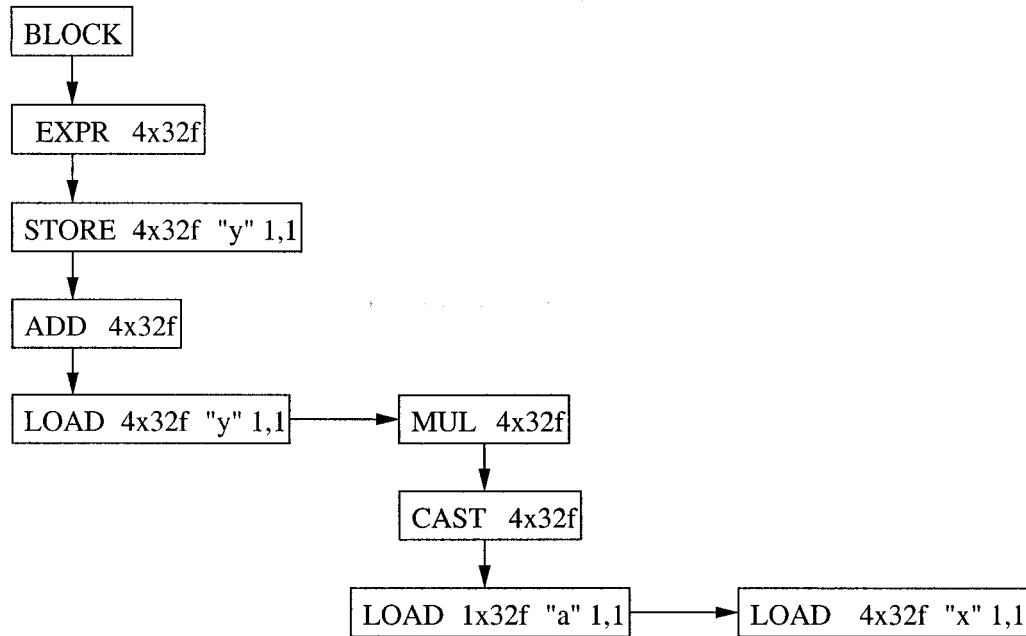 BLOCK
EXPR 4x32f
STORE 4x32f "y" 1,1
ADD 4x32f
LOAD 4x32f "y" 1,1
MUL 4x32f
CAST 4x32f
LOAD 1x32f "a" 1,1
LOAD 4x32f "x" 1,1